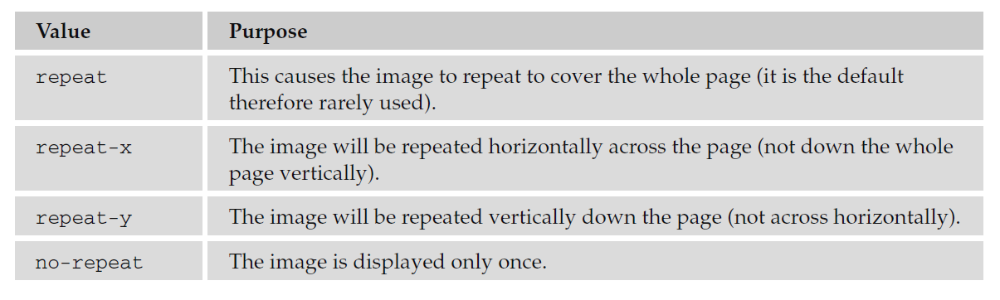 Value Purpose
repeat This causes the image to repeat to cover the whole page (it is the default
therefore rarely used).
repeat-x The image will be repeated horizontally across the page (not down the whole
page vertically).
repeat-y The image will be repeated vertically down the page (not across horizontally).
no-repeat The image is displayed only once.